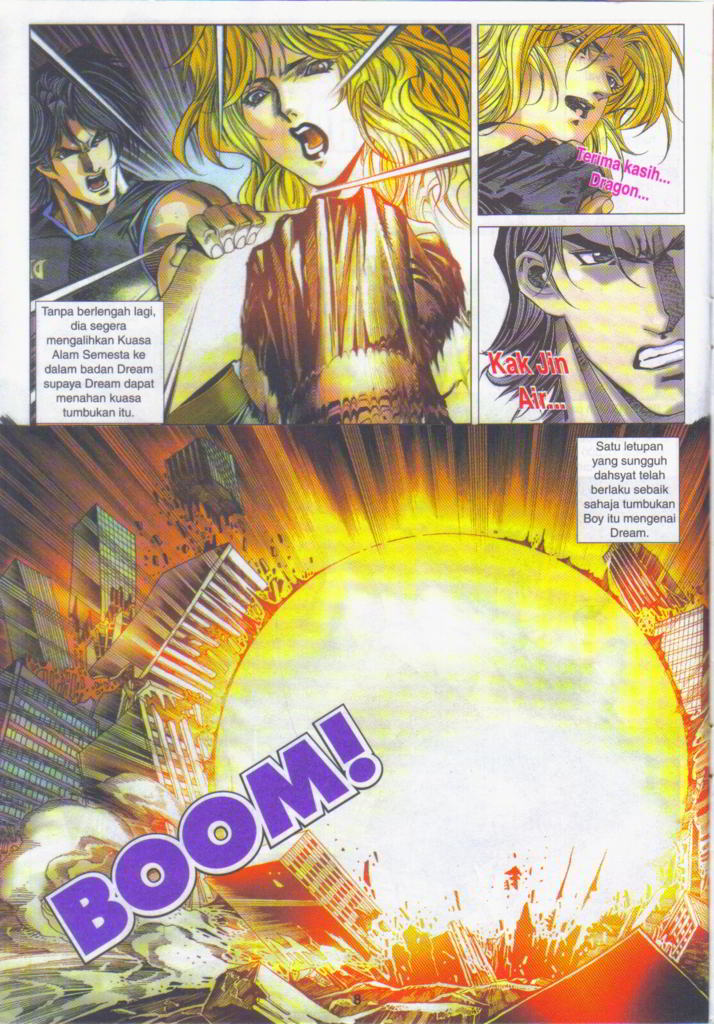 Tanpa berlengah lagi,
dia segera
mengalihkan Kuasa
Alam Semesta ke
dalam badan Dream
supaya Dream dapat
menahan kuasa
tumbukan itu.
Terima kasih...
Dragon...
Kak Jin
Air...
Satu letupan
yang sungguh
dahsyat telah
berlaku sebaik
sahaja tumbukan
Boy itu mengenai
Dream.
BOOM!
8